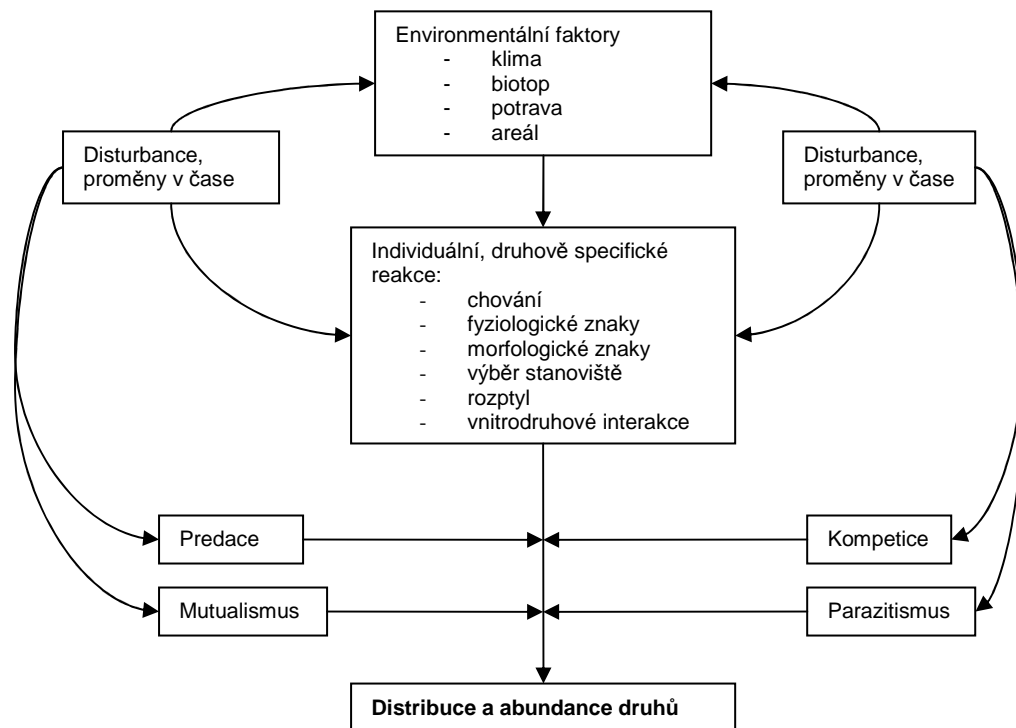 Environmentální faktory
- klima
- biotop
- potrava
- areál
Disturbance,
proměny v čase
Disturbance,
proměny v čase
Individuální, druhově specifické
reakce:
- chování
- fyziologické znaky
- morfologické znaky
- výběr stanoviště
- rozptyl
- vnitrodruhové interakce
Predace
Kompetice
Mutualismus
Parazitismus
Distribuce a abundance druhů